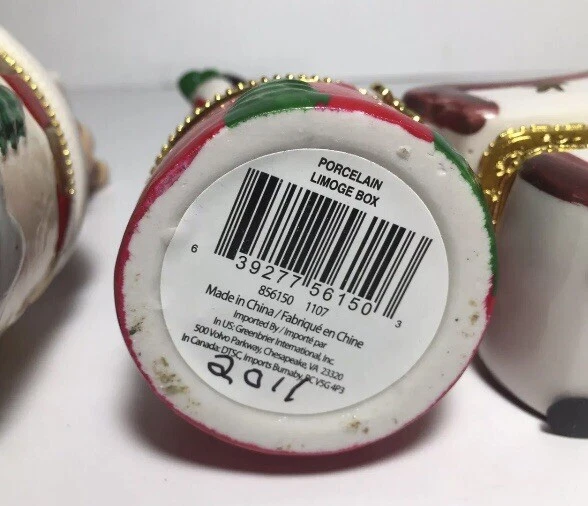 PORCELAIN
LIMOGE BOX
6 39277 56150 3
856150 1107
Made in China / Fabriqué en Chine
Imported By / Importé par
In US: Greenbrier International, Inc.
500 Volvo Parkway, Chesapeake, VA 23320
In Canada: DTSC, Imports Burnaby, BC V5G 4P3
2011